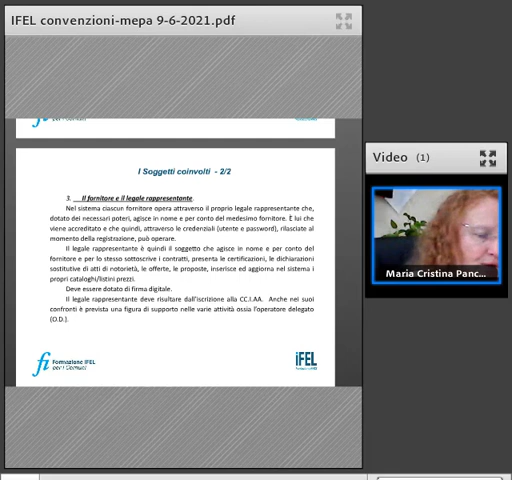 IFEL convenzioni-mepa 9-6-2021.pdf
I Soggetti coinvolti - 2/2
3. Il fornitore e il legale rappresentante.
Nel sistema ciascun fornitore opera attraverso il proprio legale rappresentante che,
dotato dei necessari poteri, agisce in nome e per conto del medesimo fornitore. È lui che
viene accreditato e che quindi, attraverso le credenziali (utente e password), rilasciate al
momento della registrazione, può operare.
Il legale rappresentante è quindi il soggetto che agisce in nome e per conto del
fornitore e per lo stesso sottoscrive i contratti, presenta le certificazioni, le dichiarazioni
sostitutive di atti di notorietà, le offerte, le proposte, inserisce ed aggiorna nel sistema i
propri cataloghi/listini prezzi.
Deve essere dotato di firma digitale.
Il legale rappresentante deve risultare dall'iscrizione alla CC.I.AA. Anche nei suoi
confronti è prevista una figura di supporto nelle varie attività ossia l'operatore delegato
(O.D.).
fi Formazione IFEL
per i Comuni
iFEL
Video (1)
Maria Cristina Panc...